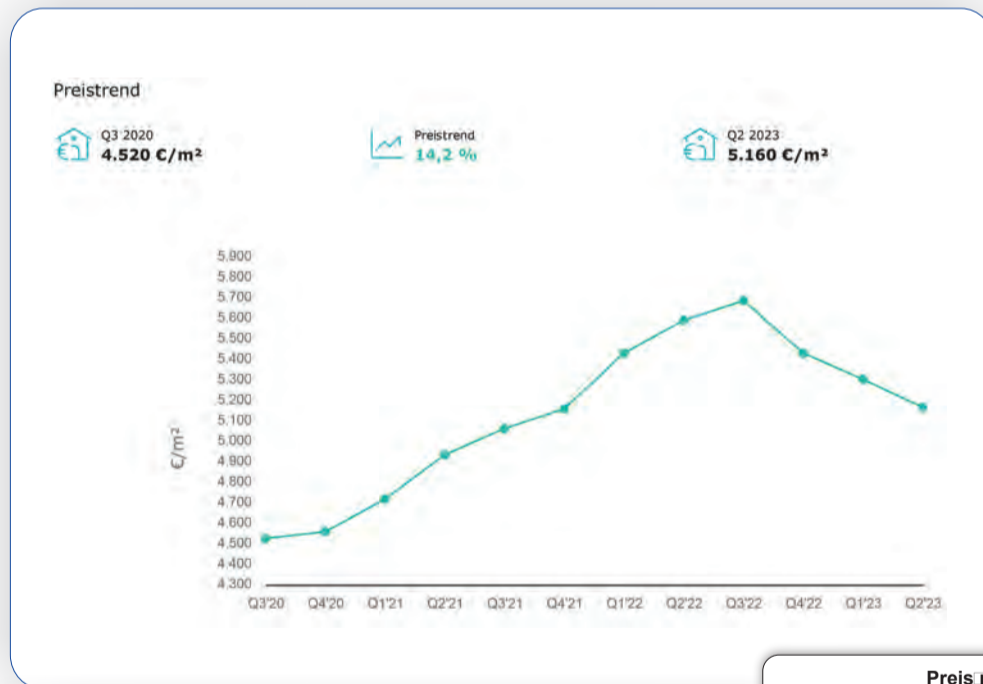 Preistrend
Q3 2020
4.520 €/m²
Preistrend
14,2 %
Q2 2023
5.160 €/m²
5.900
5.800
5.700
5.600
5.500
5.400
5.300
5.200
5.100
5.000
4.900
4.800
4.700
4.600
4.500
4.400
4.300
€/m²
Q3'20 Q4'20 Q1'21 Q2'21 Q3'21 Q4'21 Q1'22 Q2'22 Q3'22 Q4'22 Q1'23 Q2'23